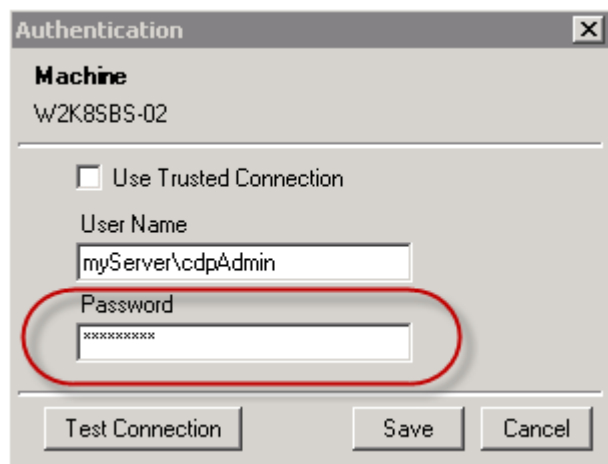 Authentication
Machine
W2K8SBS-02
Use Trusted Connection
User Name
myServer\cdpAdmin
Password
*********
Test Connection Save Cancel